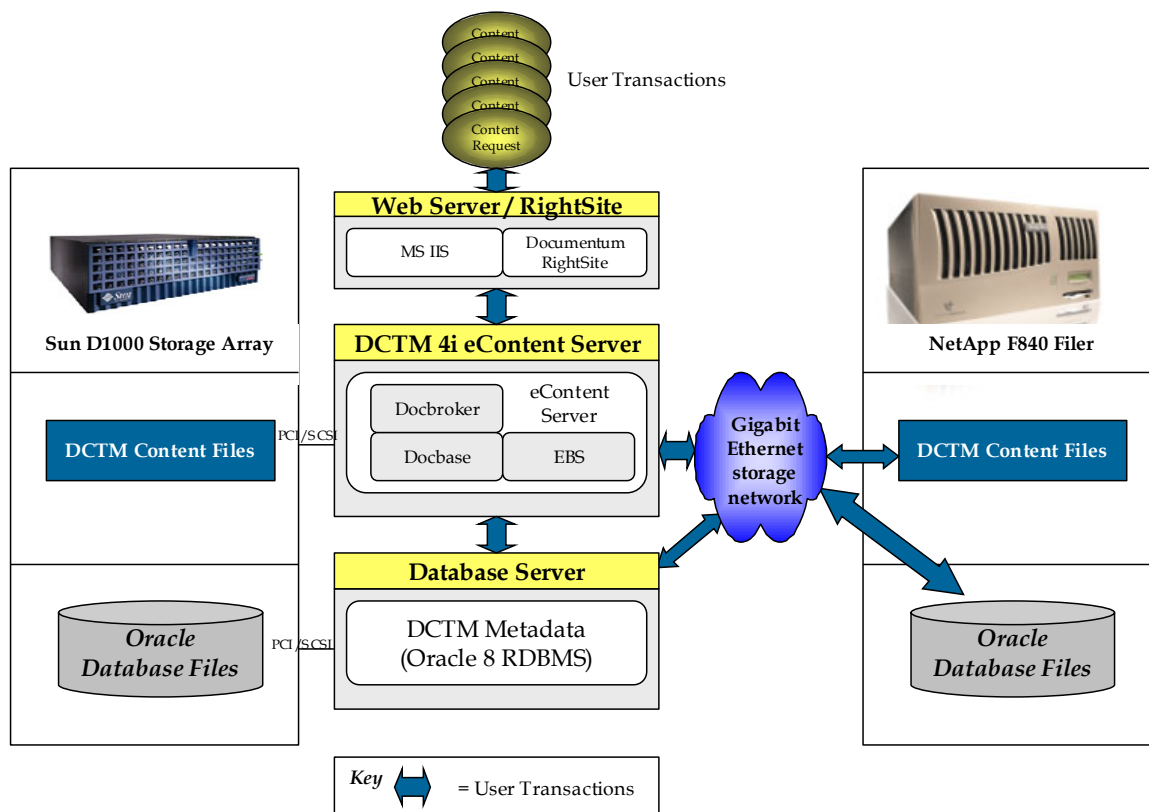 Content
Content
Content
Content
Content
Request
User Transactions
Web Server / RightSite
MS IIS
Documentum
RightSite
Sun
Sun D1000 Storage Array
DCTM 4i eContent Server
NetApp F840 Filer
Docbroker
eContent
Server
Docbase
EBS
PCI/SCSI
DCTM Content Files
Gigabit
Ethernet
storage
network
DCTM Content Files
Database Server
DCTM Metadata
(Oracle 8 RDBMS)
PCI/SCSI
Oracle
Database Files
Oracle
Database Files
Key
= User Transactions